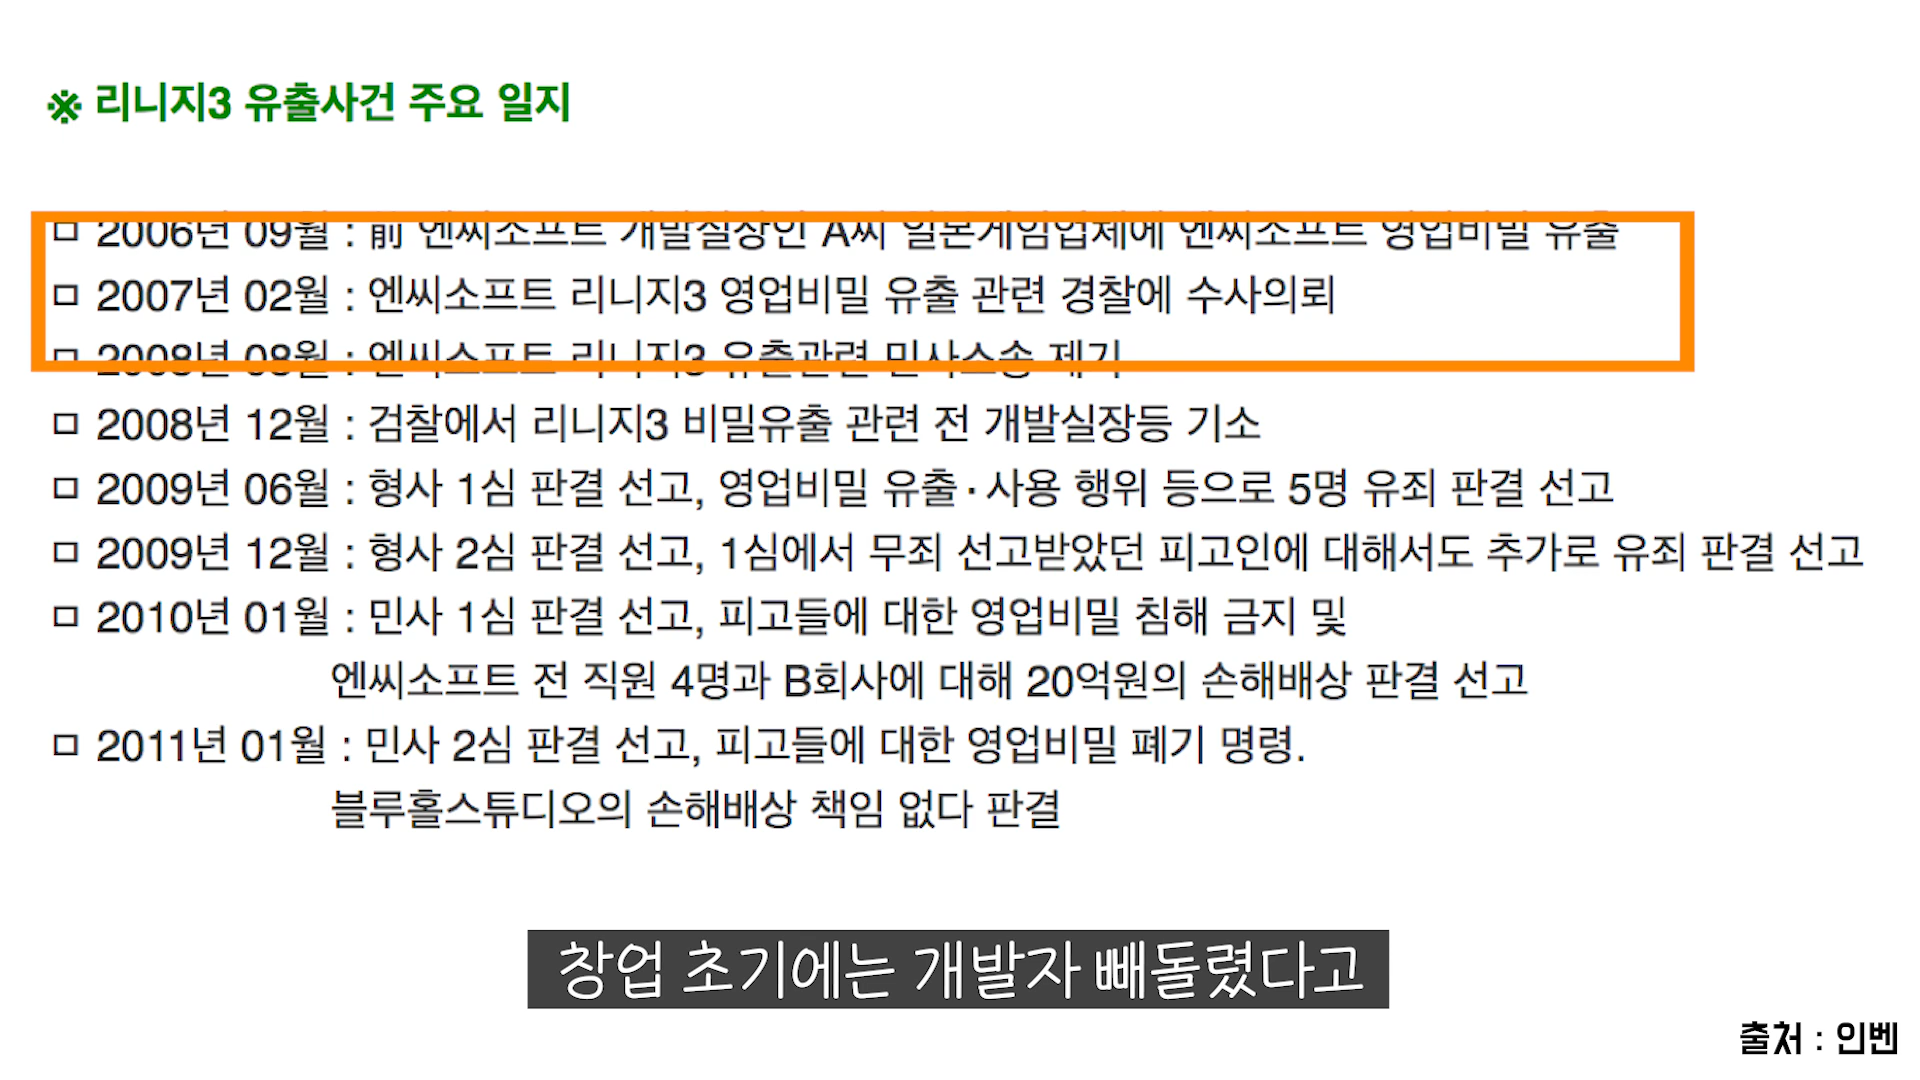 ※ 리니지3 유출사건 주요 일지
ㅁ 2006년 09월 : 前 엔씨소프트 개발실장인 A씨 일본게임업체에 엔씨소프트 영업비밀 유출
ㅁ 2007년 02월 : 엔씨소프트 리니지3 영업비밀 유출 관련 경찰에 수사의뢰
ㅁ 2008년 08월 : 엔씨소프트 리니지3 유출관련 민사소송 제기
ㅁ 2008년 12월 : 검찰에서 리니지3 비밀유출 관련 전 개발실장등 기소
ㅁ 2009년 06월 : 형사 1심 판결 선고, 영업비밀 유출·사용 행위 등으로 5명 유죄 판결 선고
ㅁ 2009년 12월 : 형사 2심 판결 선고, 1심에서 무죄 선고받았던 피고인에 대해서도 추가로 유죄 판결 선고
ㅁ 2010년 01월 : 민사 1심 판결 선고, 피고들에 대한 영업비밀 침해 금지 및
엔씨소프트 전 직원 4명과 B회사에 대해 20억원의 손해배상 판결 선고
ㅁ 2011년 01월 : 민사 2심 판결 선고, 피고들에 대한 영업비밀 폐기 명령.
블루홀스튜디오의 손해배상 책임 없다 판결
창업 초기에는 개발자 빼돌렸다고
출처 : 인벤